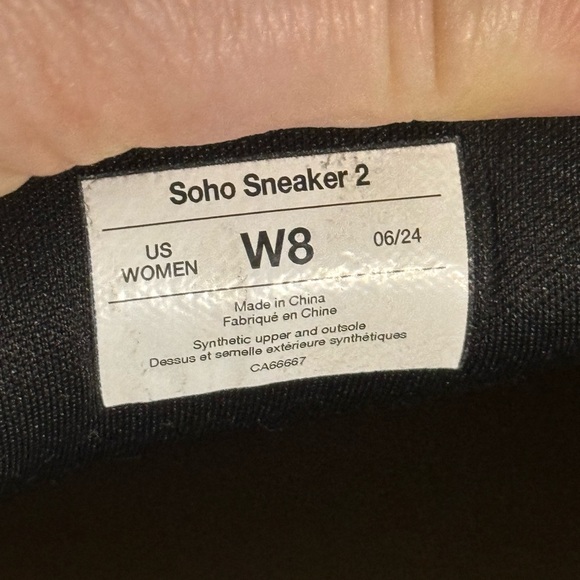 Soho Sneaker 2
US
WOMEN
W8
06/24
Made in China
Fabriqué en Chine
Synthetic upper and outsole
Dessus et semelle extérieure synthétiques
CA66667